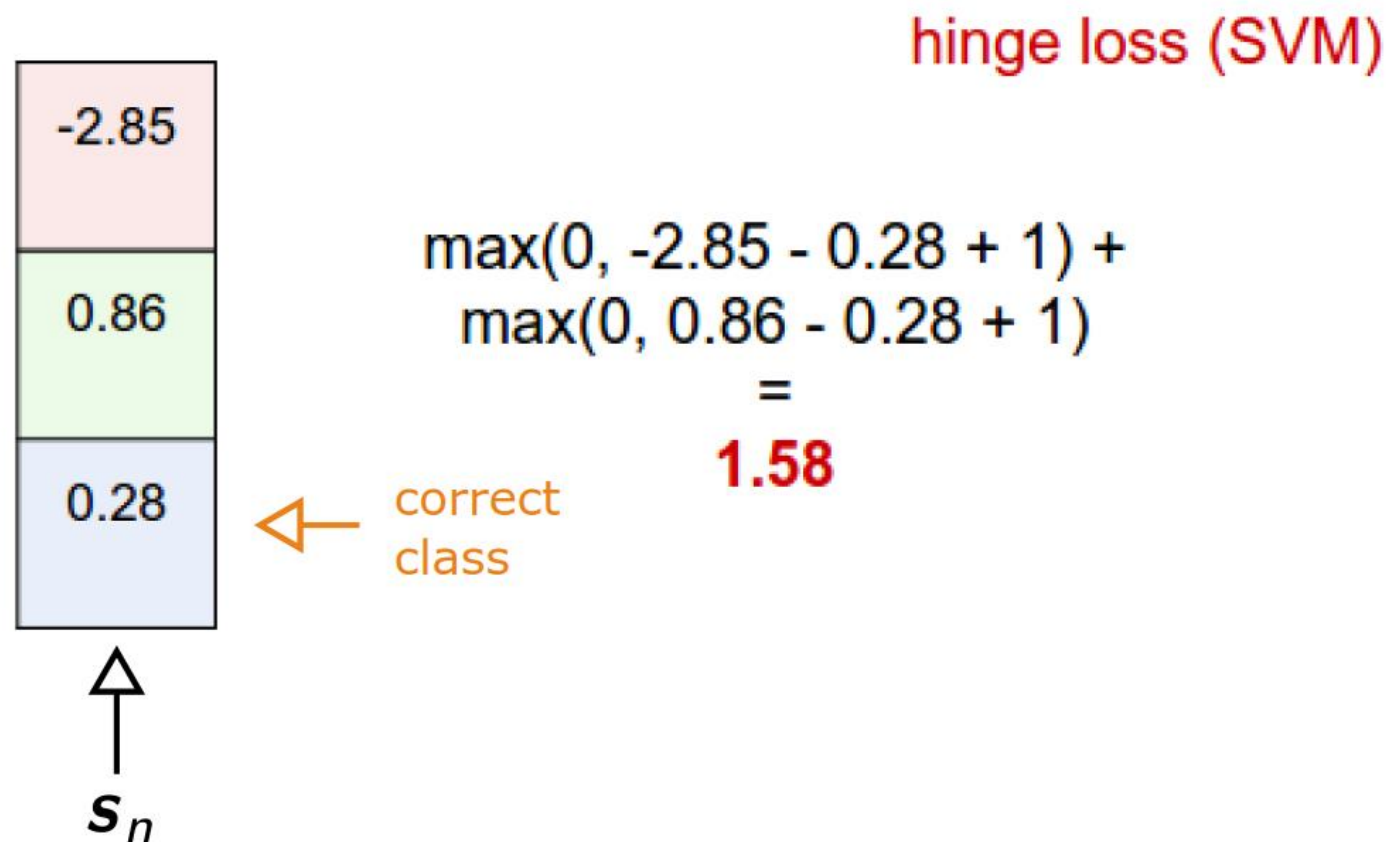 hinge loss (SVM)
-2.85
0.86
0.28
max(0, -2.85 - 0.28 + 1) +
max(0, 0.86 - 0.28 + 1)
=
1.58
correct
class
s_n